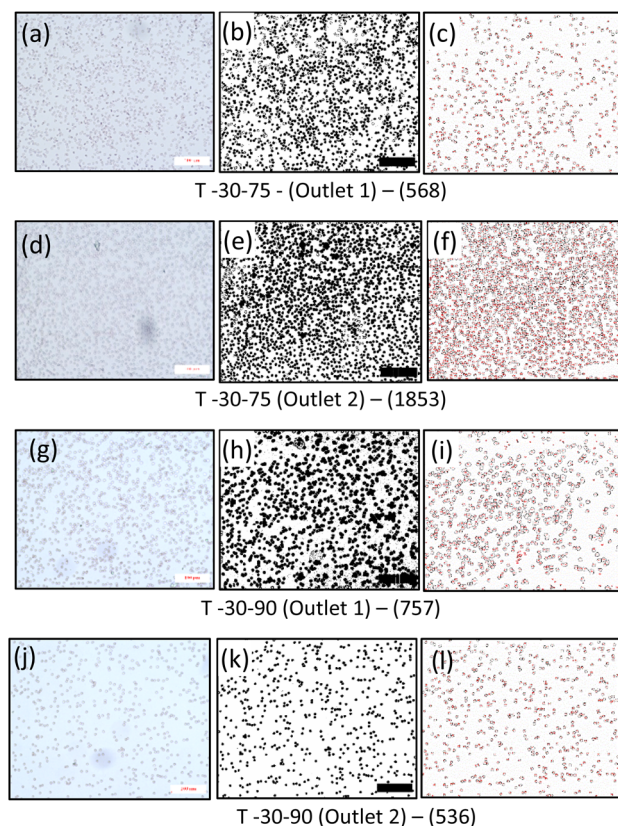 (a) (b) (c)
T -30-75 - (Outlet 1) – (568)
(d) (e) (f)
T -30-75 (Outlet 2) – (1853)
(g) (h) (i)
T -30-90 (Outlet 1) – (757)
(j) (k) (l)
T -30-90 (Outlet 2) – (536)